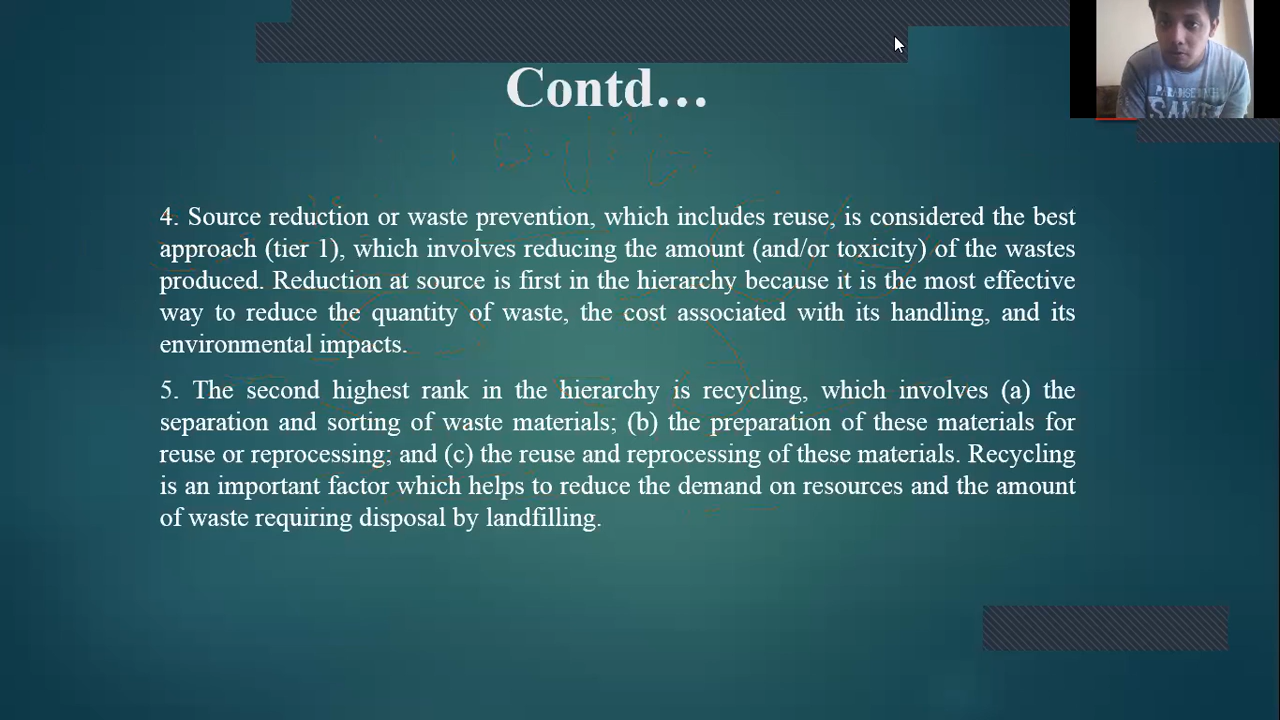 Contd…
4. Source reduction or waste prevention, which includes reuse, is considered the best
approach (tier 1), which involves reducing the amount (and/or toxicity) of the wastes
produced. Reduction at source is first in the hierarchy because it is the most effective
way to reduce the quantity of waste, the cost associated with its handling, and its
environmental impacts.
5. The second highest rank in the hierarchy is recycling, which involves (a) the
separation and sorting of waste materials; (b) the preparation of these materials for
reuse or reprocessing; and (c) the reuse and reprocessing of these materials. Recycling
is an important factor which helps to reduce the demand on resources and the amount
of waste requiring disposal by landfilling.